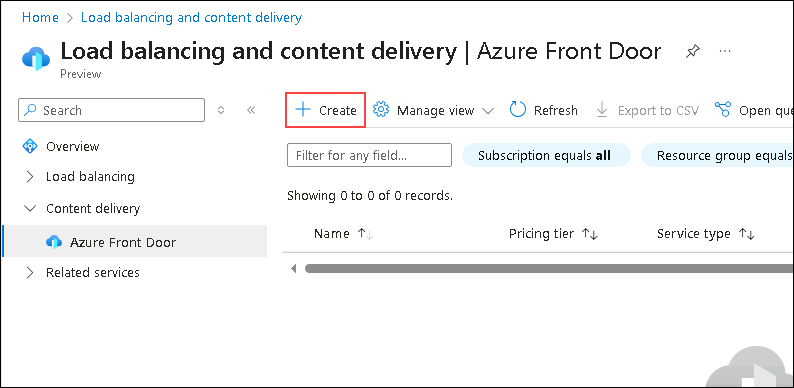 Home > Load balancing and content delivery
Load balancing and content delivery | Azure Front Door ...
Preview
Search
Create
Manage view
Refresh
Export to CSV
Open que
Overview
Filter for any field...
Subscription equals all
Resource group equals
Load balancing
Showing 0 to 0 of 0 records.
Content delivery
Name
Pricing tier
Service type
Azure Front Door
Related services